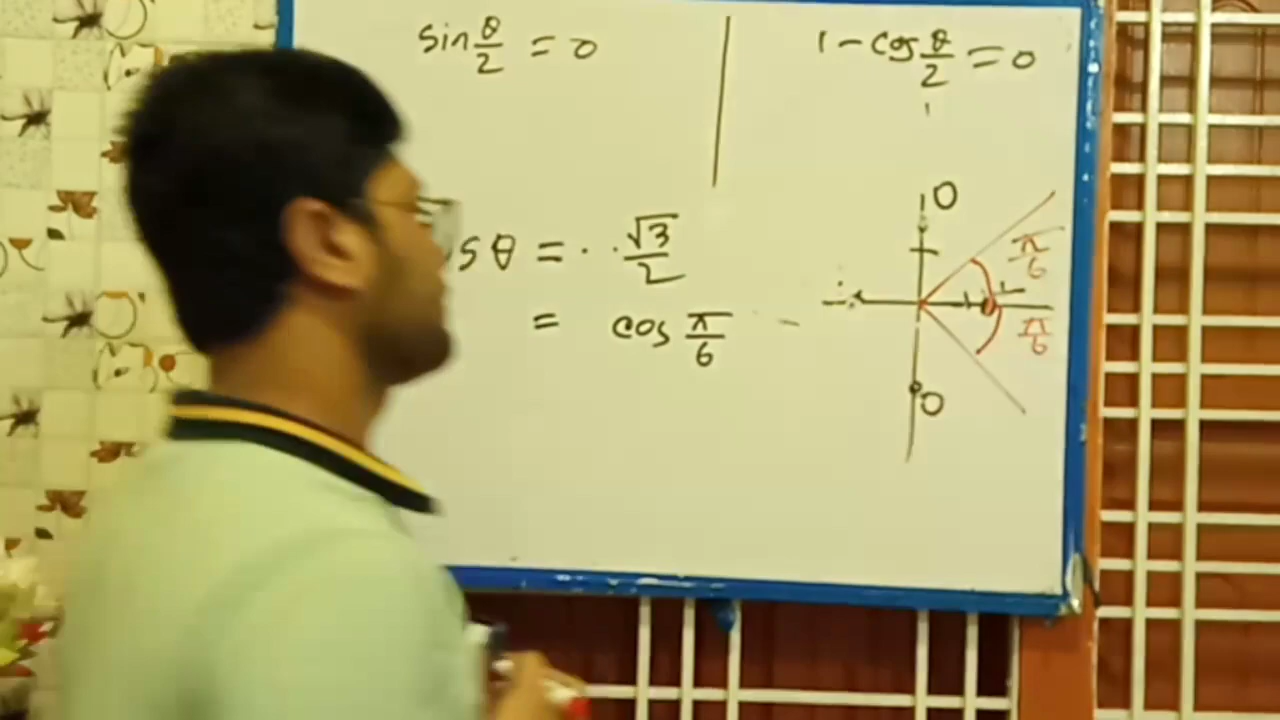 sin θ/2 = 0
1 - cos θ/2 = 0
s θ = √3/2
= cos π/6
0
π/6
π/6
0